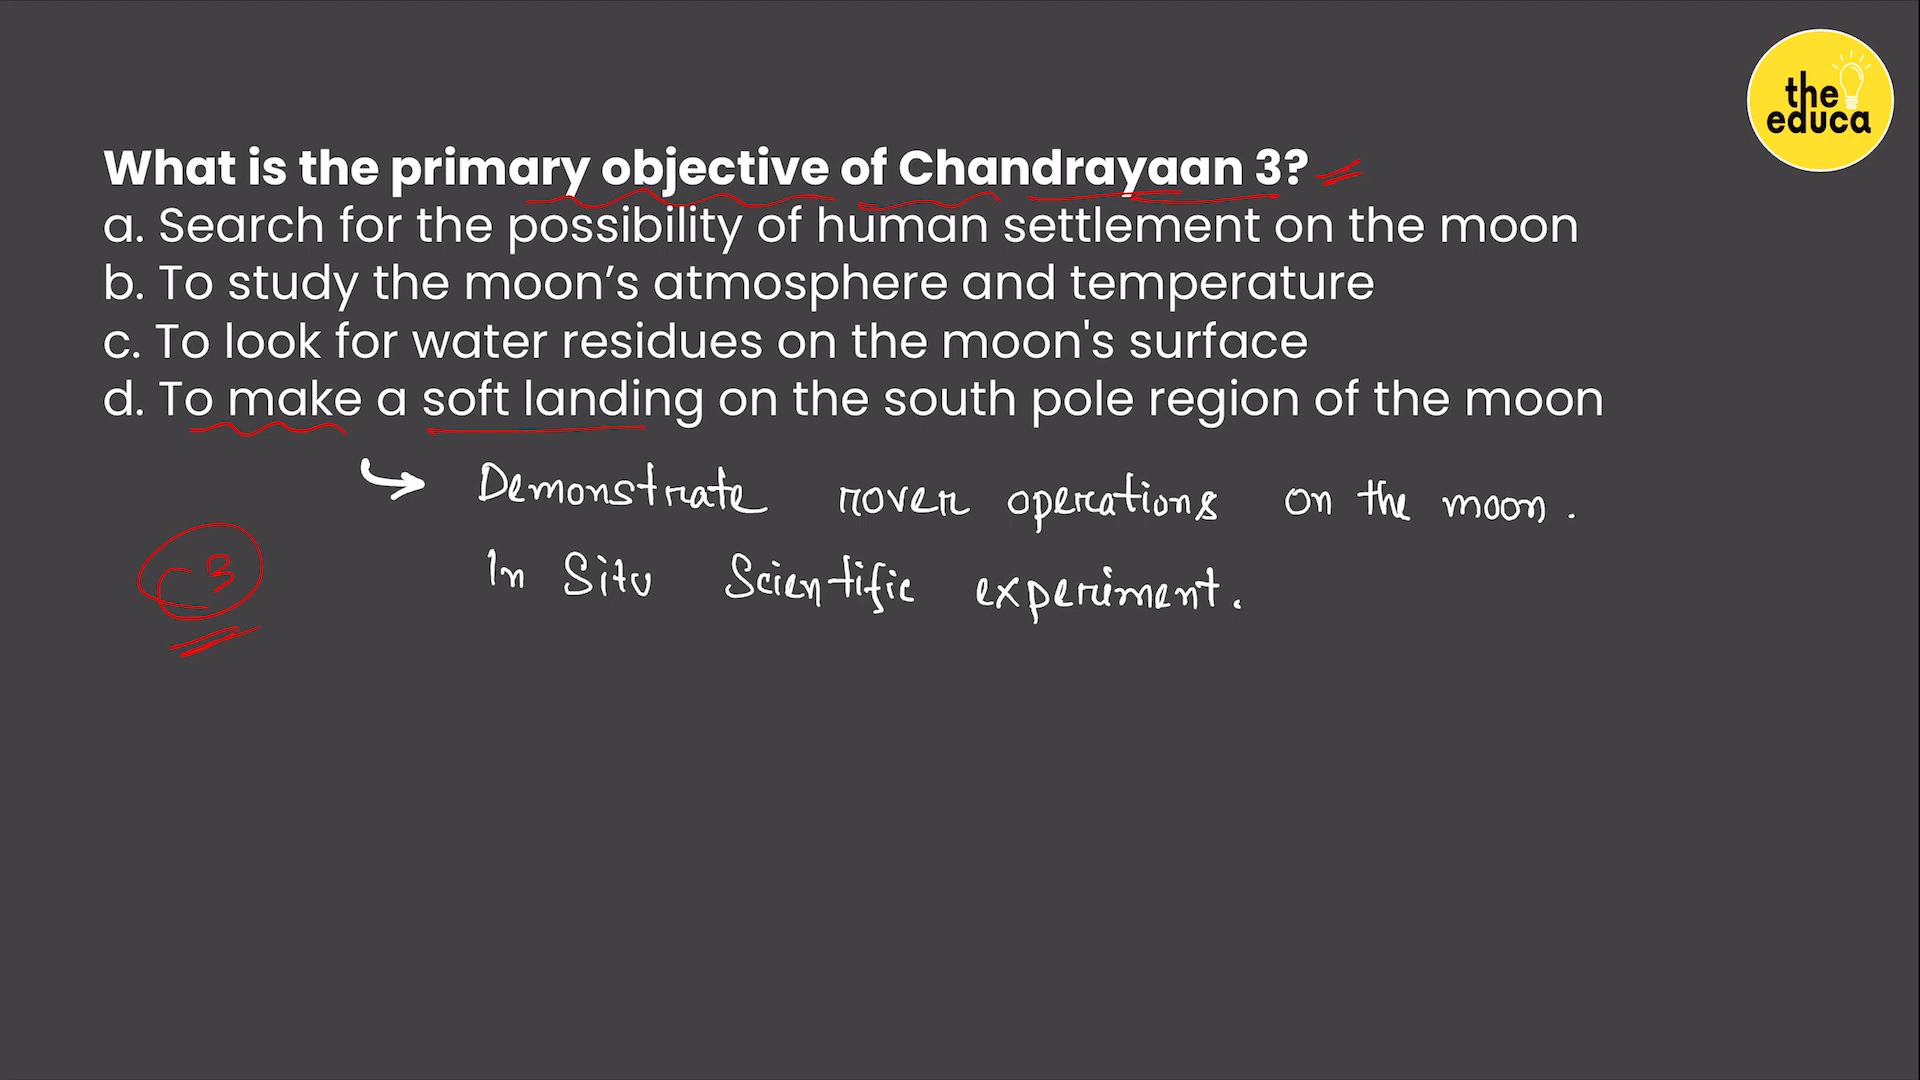 the
educa
What is the primary objective of Chandrayaan 3?
a. Search for the possibility of human settlement on the moon
b. To study the moon’s atmosphere and temperature
c. To look for water residues on the moon's surface
d. To make a soft landing on the south pole region of the moon
Demonstrate rover operations on the moon.
In Situ Scientific experiment.
C3